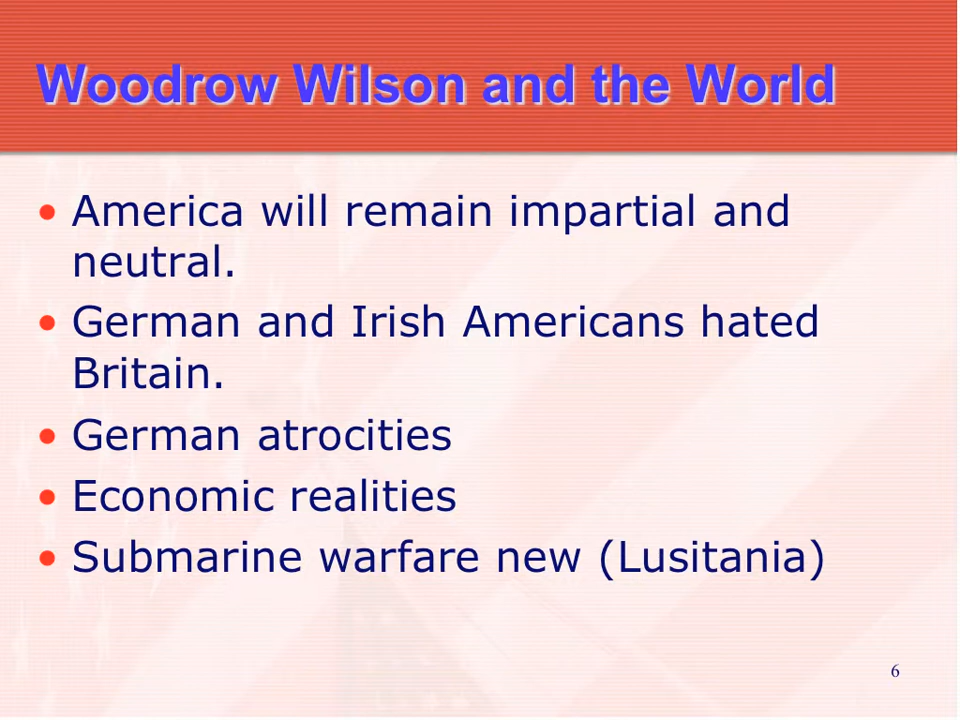 Woodrow Wilson and the World
• America will remain impartial and
neutral.
• German and Irish Americans hated
Britain.
• German atrocities
• Economic realities
• Submarine warfare new (Lusitania)
6